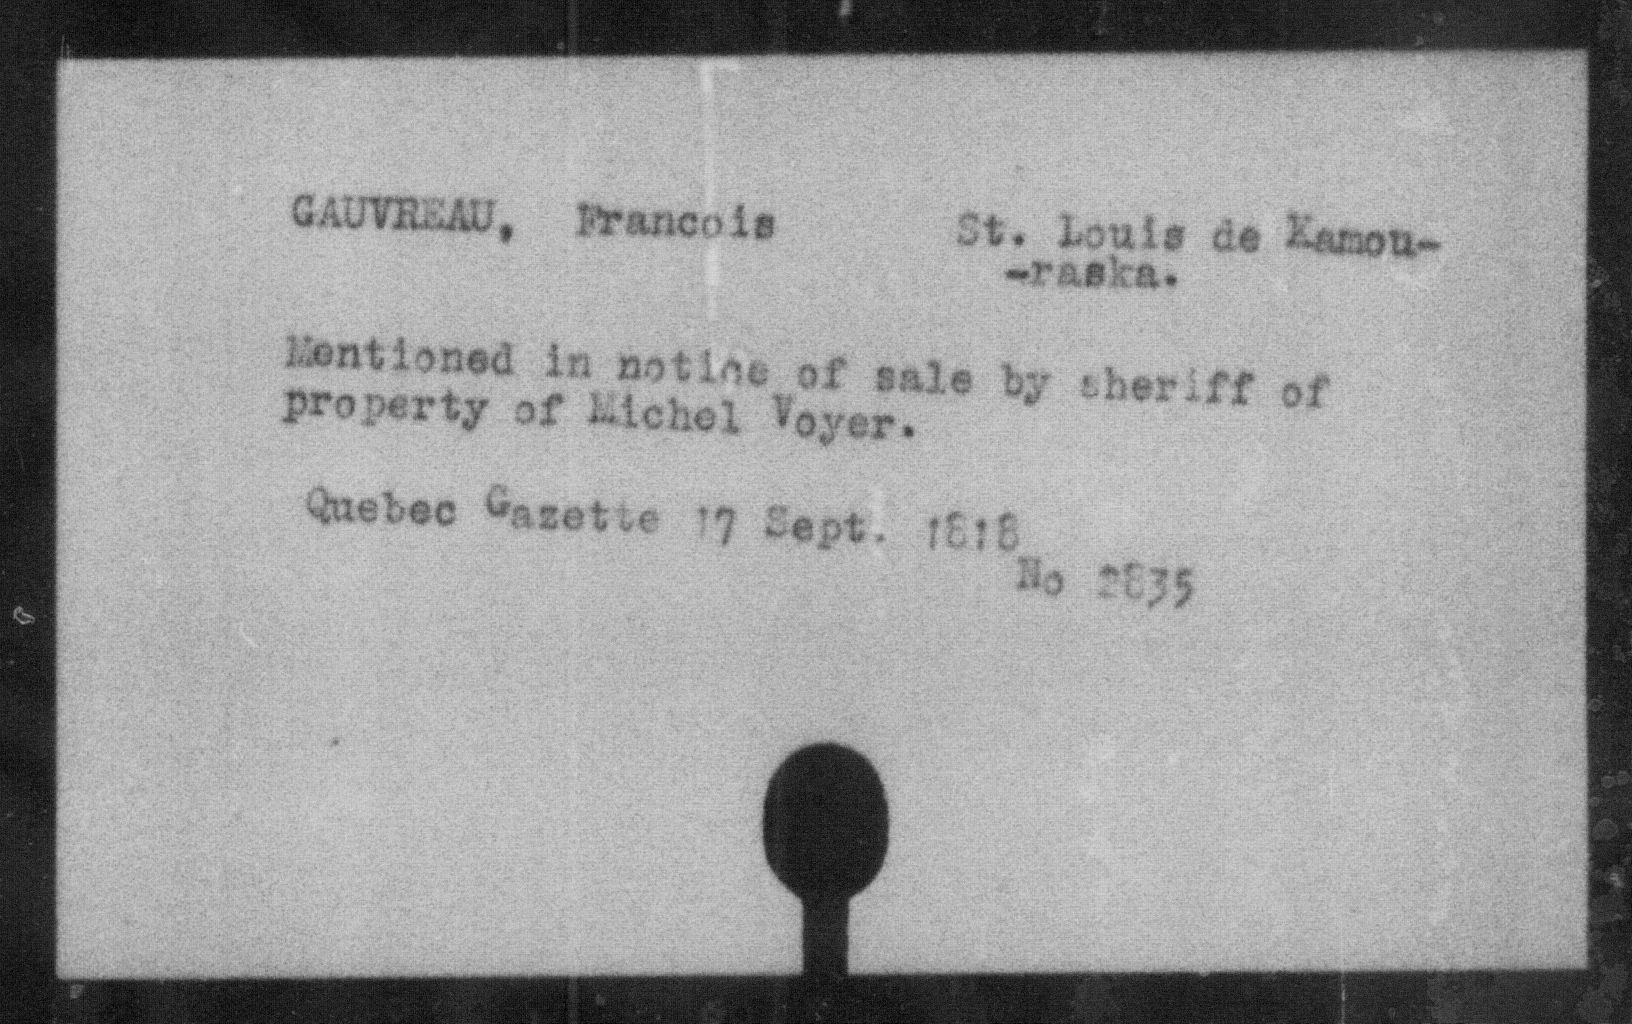 GAUVREAU, Francois St. Louis de Kamou-
-raska.
Mentioned in notice of sale by sheriff of
property of Michel Voyer.
Quebec Gazette 17 Sept. 1818
No 2835